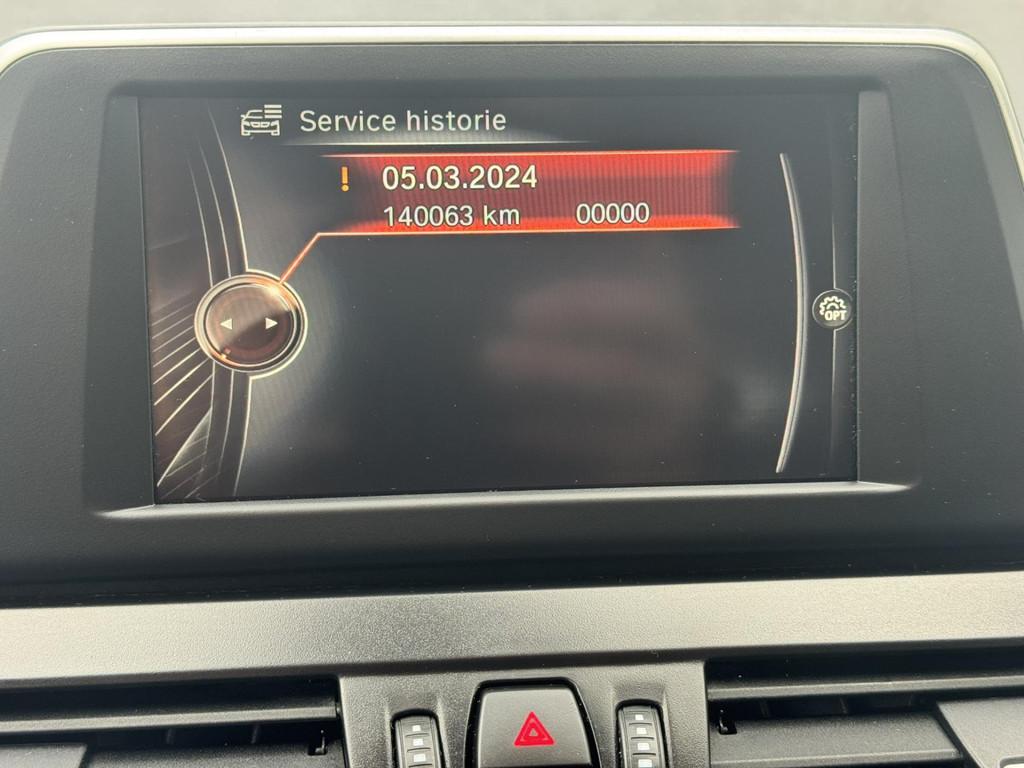 Service historie
! 05.03.2024
140063 km 00000
OPT